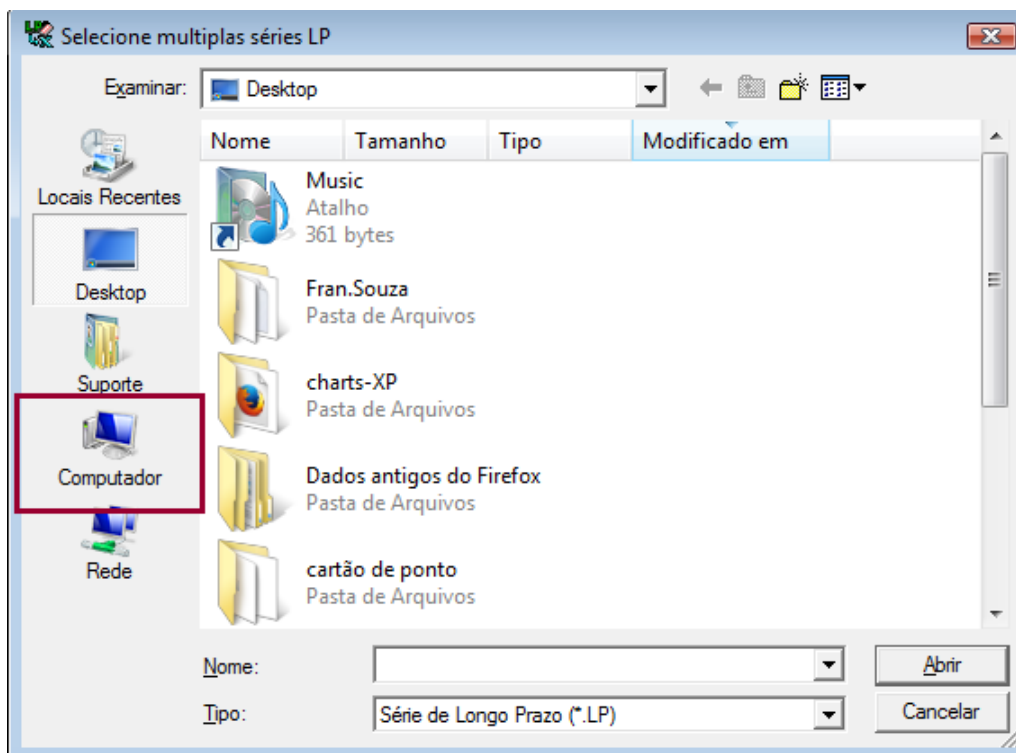 Selecione multiplas séries LP
Examinar: Desktop
Nome Tamanho Tipo Modificado em
Locais Recentes
Desktop
Suporte
Computador
Rede
Music
Atalho
361 bytes
Fran.Souza
Pasta de Arquivos
charts-XP
Pasta de Arquivos
Dados antigos do Firefox
Pasta de Arquivos
cartão de ponto
Pasta de Arquivos
Nome: Abrir
Tipo: Série de Longo Prazo (*.LP) Cancelar